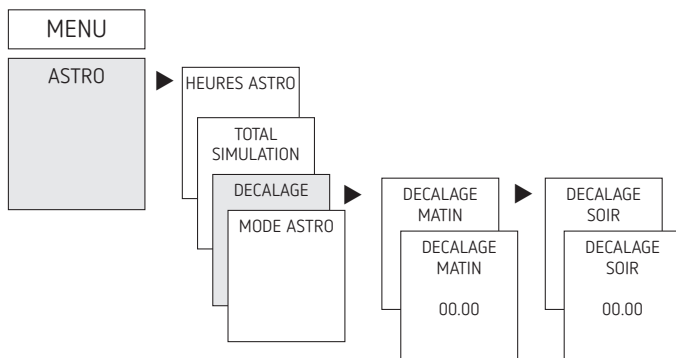 MENU
ASTRO
HEURES ASTRO
TOTAL
SIMULATION
DECALAGE
MODE ASTRO
DECALAGE
MATIN
DECALAGE
MATIN
00.00
DECALAGE
SOIR
DECALAGE
SOIR
00.00